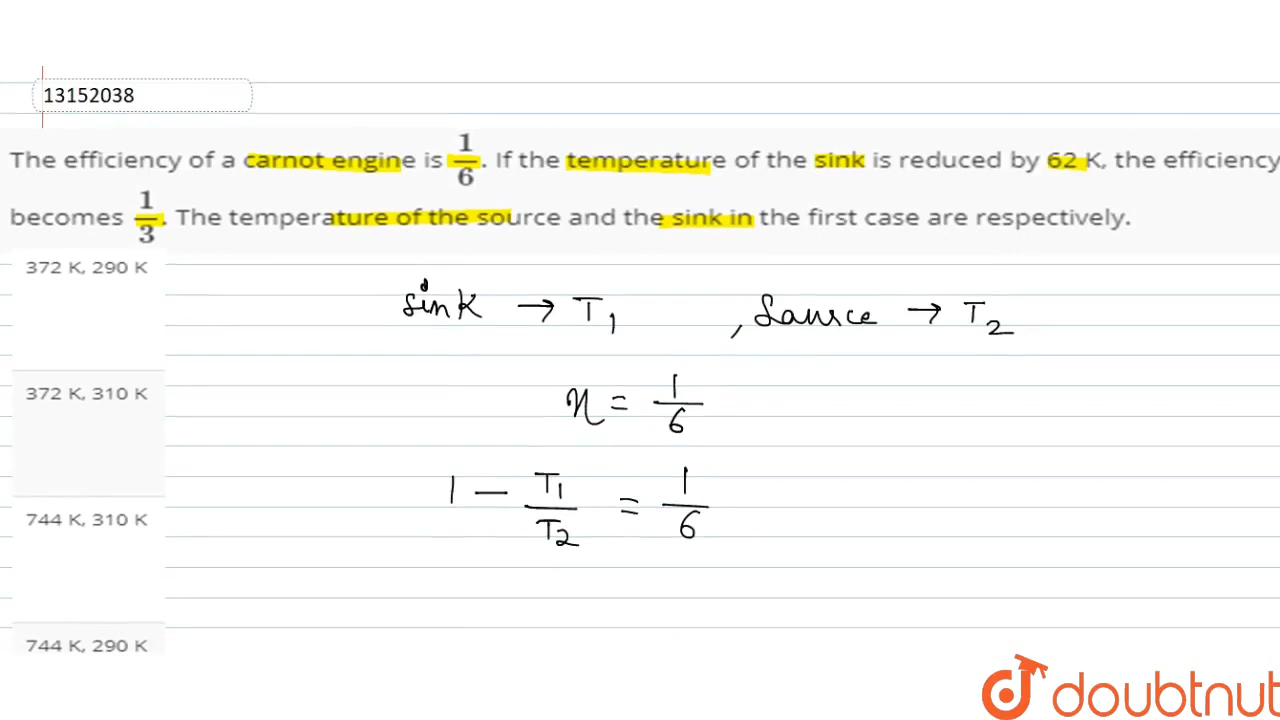 13152038
The efficiency of a carnot engine is 1/6. If the temperature of the sink is reduced by 62 K, the efficiency
becomes 1/3. The temperature of the source and the sink in the first case are respectively.
372 K, 290 K
sink → T1 , Source → T2
372 K, 310 K
η = 1/6
1 - T1/T2 = 1/6
744 K, 310 K
744 K, 290 K
doubtnut